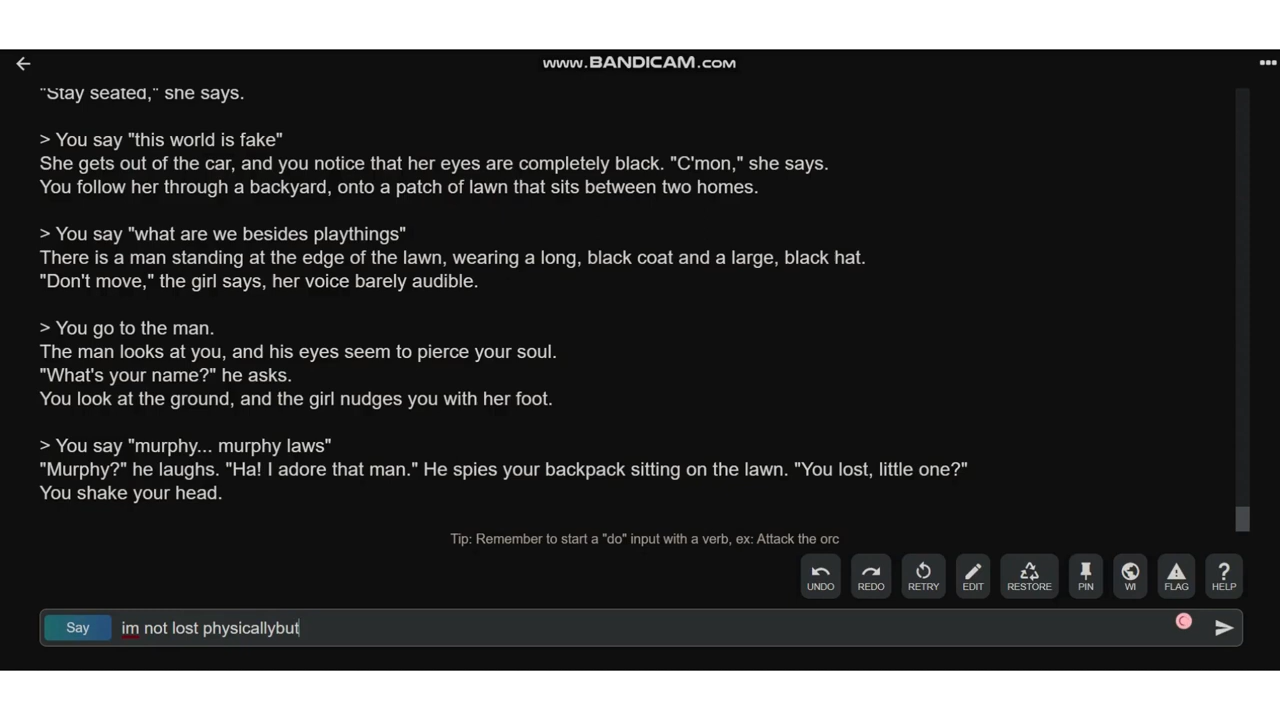 www.BANDICAM.com
"Stay seated," she says.
> You say "this world is fake"
She gets out of the car, and you notice that her eyes are completely black. "C'mon," she says.
You follow her through a backyard, onto a patch of lawn that sits between two homes.
> You say "what are we besides playthings"
There is a man standing at the edge of the lawn, wearing a long, black coat and a large, black hat.
"Don't move," the girl says, her voice barely audible.
> You go to the man.
The man looks at you, and his eyes seem to pierce your soul.
"What's your name?" he asks.
You look at the ground, and the girl nudges you with her foot.
> You say "murphy... murphy laws"
"Murphy?" he laughs. "Ha! I adore that man." He spies your backpack sitting on the lawn. "You lost, little one?"
You shake your head.
Tip: Remember to start a "do" input with a verb, ex: Attack the orc
UNDO REDO RETRY EDIT RESTORE PIN WI FLAG HELP
Say im not lost physicallybut